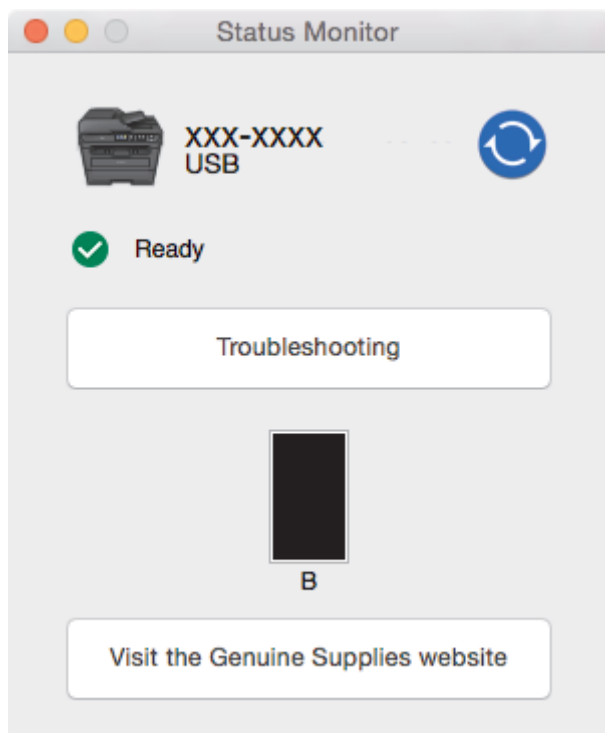 Status Monitor
XXX-XXXX
USB
Ready
Troubleshooting
B
Visit the Genuine Supplies website